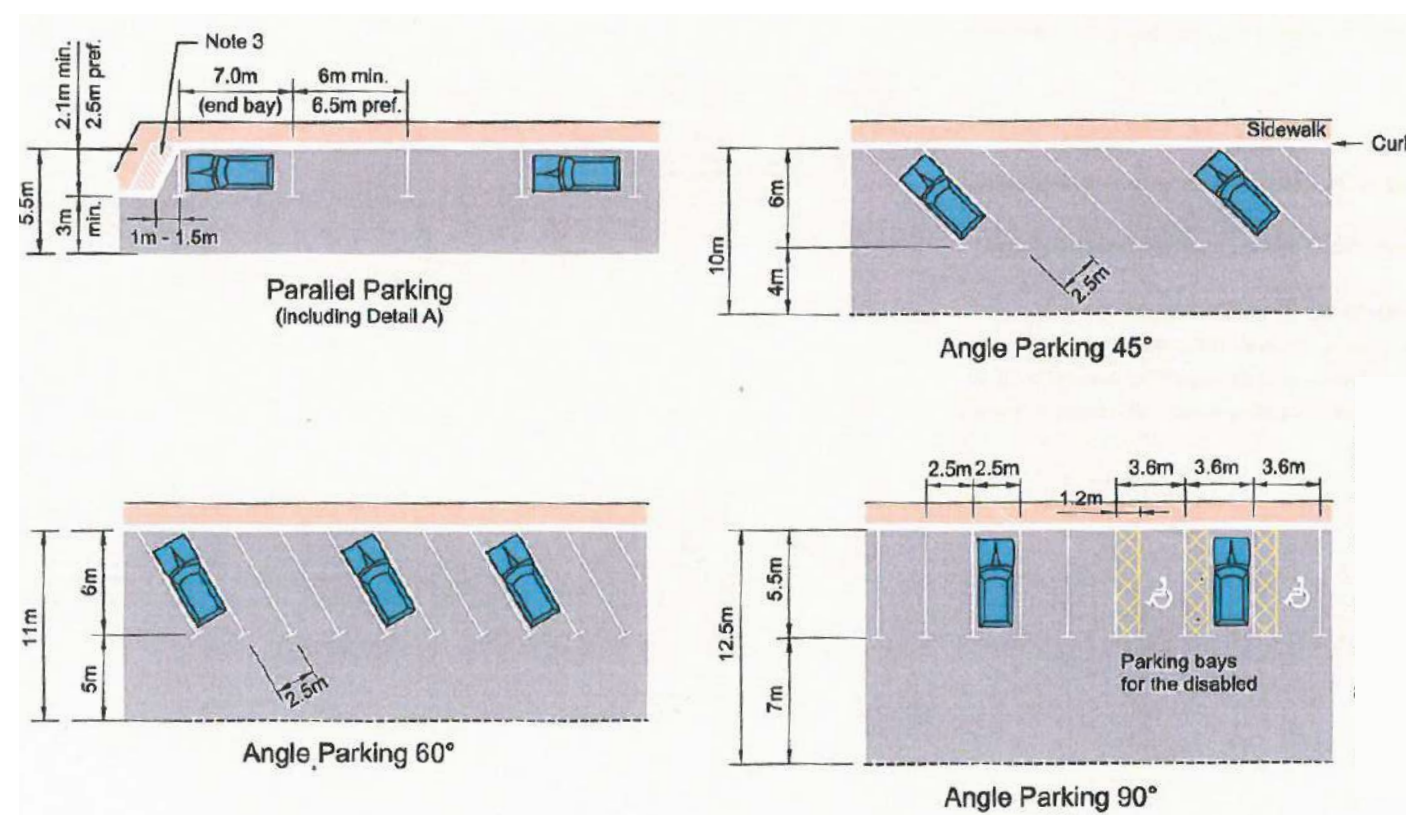 Note 3
2.1m min.
2.5m pref.
7.0m
(end bay)
6m min.
6.5m pref.
5.5m
3m
min.
1m - 1.5m
Parallel Parking
(including Detail A)
Sidewalk
10m
6m
4m
2.5m
Angle Parking 45°
11m
6m
5m
2.5m
Angle Parking 60°
2.5m 2.5m
3.6m 3.6m 3.6m
1.2m
12.5m
5.5m
7m
Parking bays
for the disabled
Angle Parking 90°